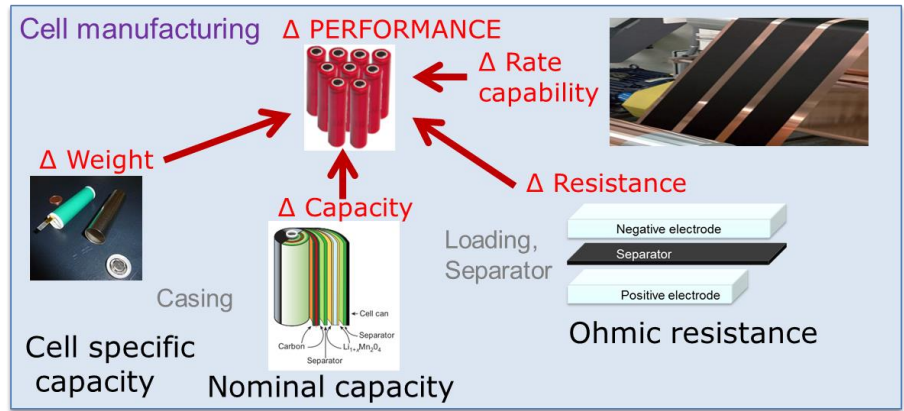 Cell manufacturing
Δ PERFORMANCE
Δ Rate
capability
Δ Weight
Δ Capacity
Δ Resistance
Loading,
Separator
Negative electrode
Separator
Positive electrode
Casing
Cell can
Separator
Carbon
Li₁₊ₓMn₂0₄
Separator
Cell specific
capacity
Nominal capacity
Ohmic resistance